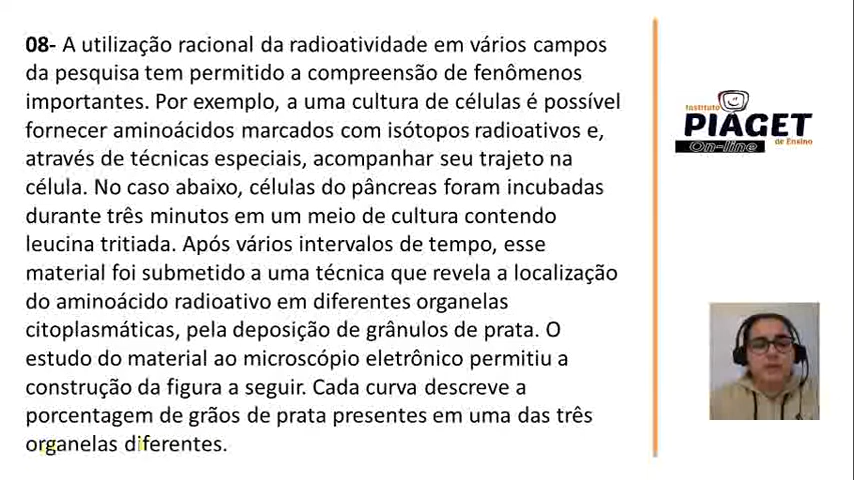 08- A utilização racional da radioatividade em vários campos
da pesquisa tem permitido a compreensão de fenômenos
importantes. Por exemplo, a uma cultura de células é possível
fornecer aminoácidos marcados com isótopos radioativos e,
através de técnicas especiais, acompanhar seu trajeto na
célula. No caso abaixo, células do pâncreas foram incubadas
durante três minutos em um meio de cultura contendo
leucina tritiada. Após vários intervalos de tempo, esse
material foi submetido a uma técnica que revela a localização
do aminoácido radioativo em diferentes organelas
citoplasmáticas, pela deposição de grânulos de prata. O
estudo do material ao microscópio eletrônico permitiu a
construção da figura a seguir. Cada curva descreve a
porcentagem de grãos de prata presentes em uma das três
organelas diferentes.
Instituto
PIAGET
de Ensino
On-line